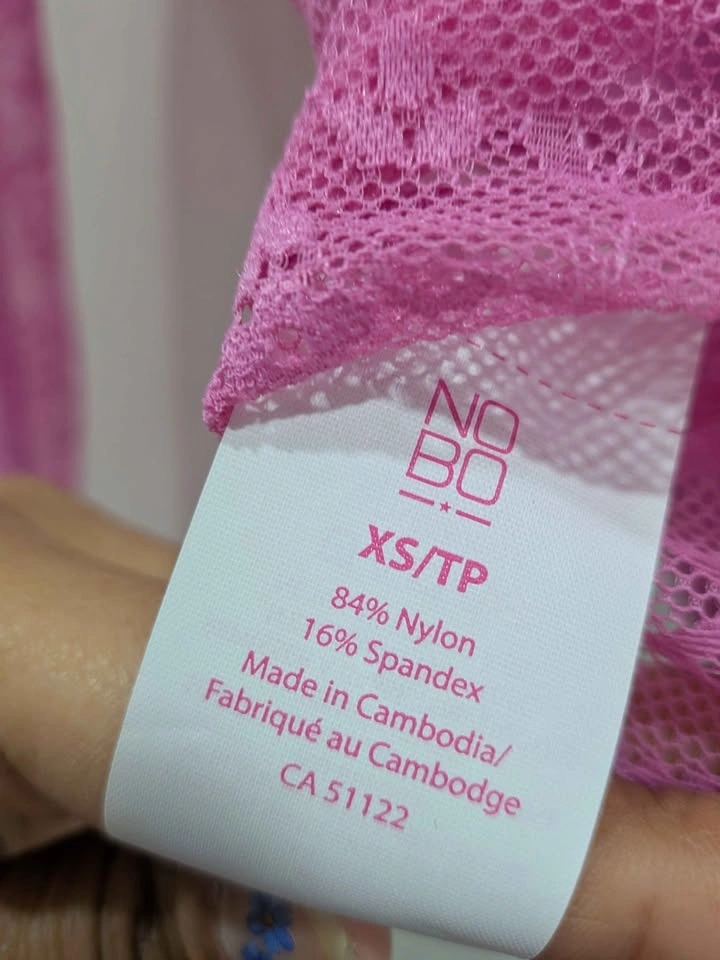 NO
BO
XS/TP
84% Nylon
16% Spandex
Made in Cambodia/
Fabriqué au Cambodge
CA 51122